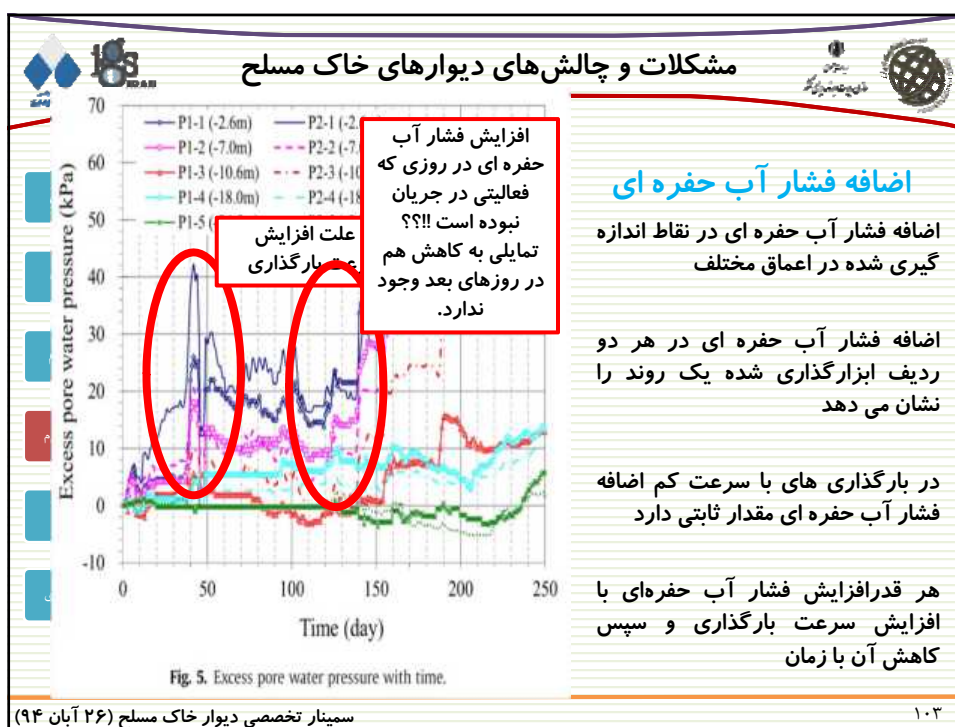 مشکلات و چالش‌های دیوارهای خاک مسلح
اضافه فشار آب حفره ای
اضافه فشار آب حفره ای در نقاط اندازه
گیری شده در اعماق مختلف
اضافه فشار آب حفره ای در هر دو
ردیف ابزارگذاری شده یک روند را
نشان می دهد
در بارگذاری های با سرعت کم اضافه
فشار آب حفره ای مقدار ثابتی دارد
هر قدرافزایش فشار آب حفره‌ای با
افزایش سرعت بارگذاری و سپس
کاهش آن با زمان
افزایش فشار آب
حفره ای در روزی که
فعالیتی در جریان
نبوده است !!؟؟
تمایلی به کاهش هم
در روزهای بعد وجود
ندارد.
علت افزایش
بارگذاری
Excess pore water pressure (kPa)
70
60
50
40
30
20
10
0
-10
P1-1 (-2.6m)
P1-2 (-7.0m)
P1-3 (-10.6m)
P1-4 (-18.0m)
P1-5
P2-1 (-2.
P2-2 (-7.
P2-3 (-10
P2-4 (-18
0 50 100 150 200 250
Time (day)
Fig. 5. Excess pore water pressure with time.
سمینار تخصصی دیوار خاک مسلح (۲۶ آبان ۹۴)
۱۰۳